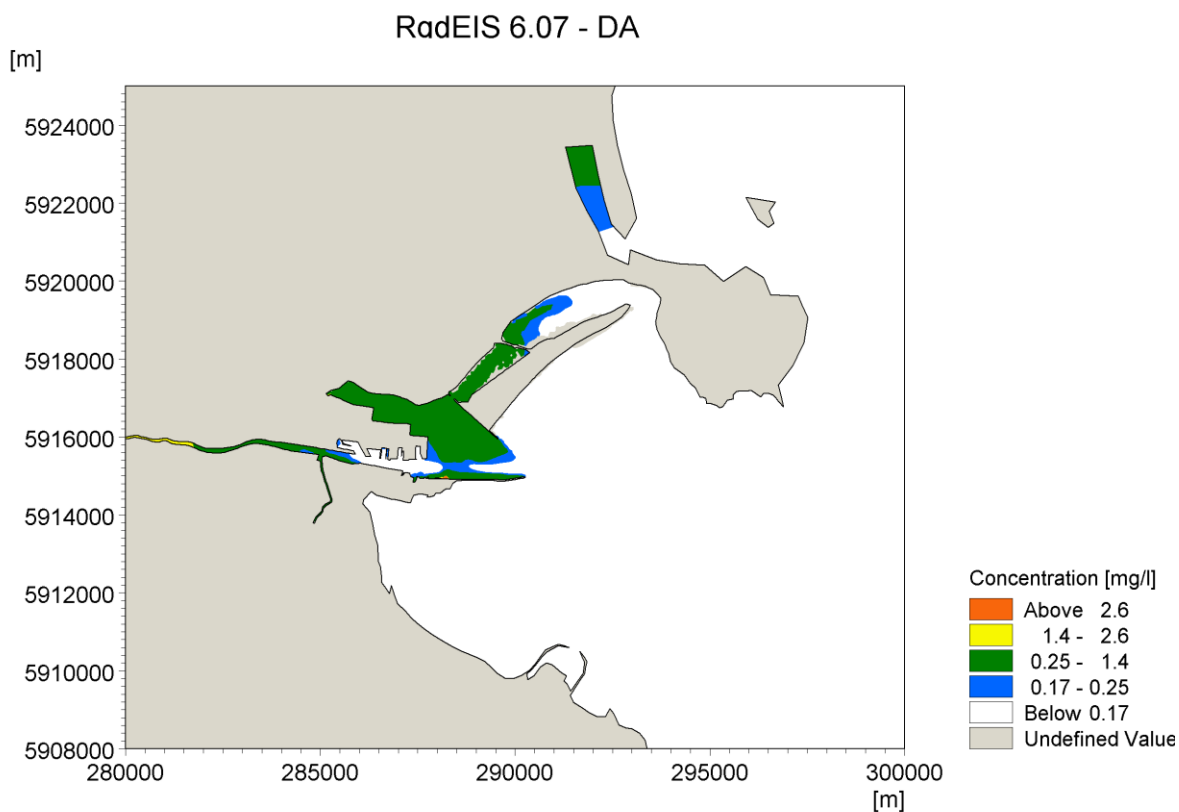 RadEIS 6.07 - DA
[m]
5924000
5922000
5920000
5918000
5916000
5914000
5912000
5910000
5908000
280000 285000 290000 295000 300000
[m]
Concentration [mg/l]
Above 2.6
1.4 - 2.6
0.25 - 1.4
0.17 - 0.25
Below 0.17
Undefined Value